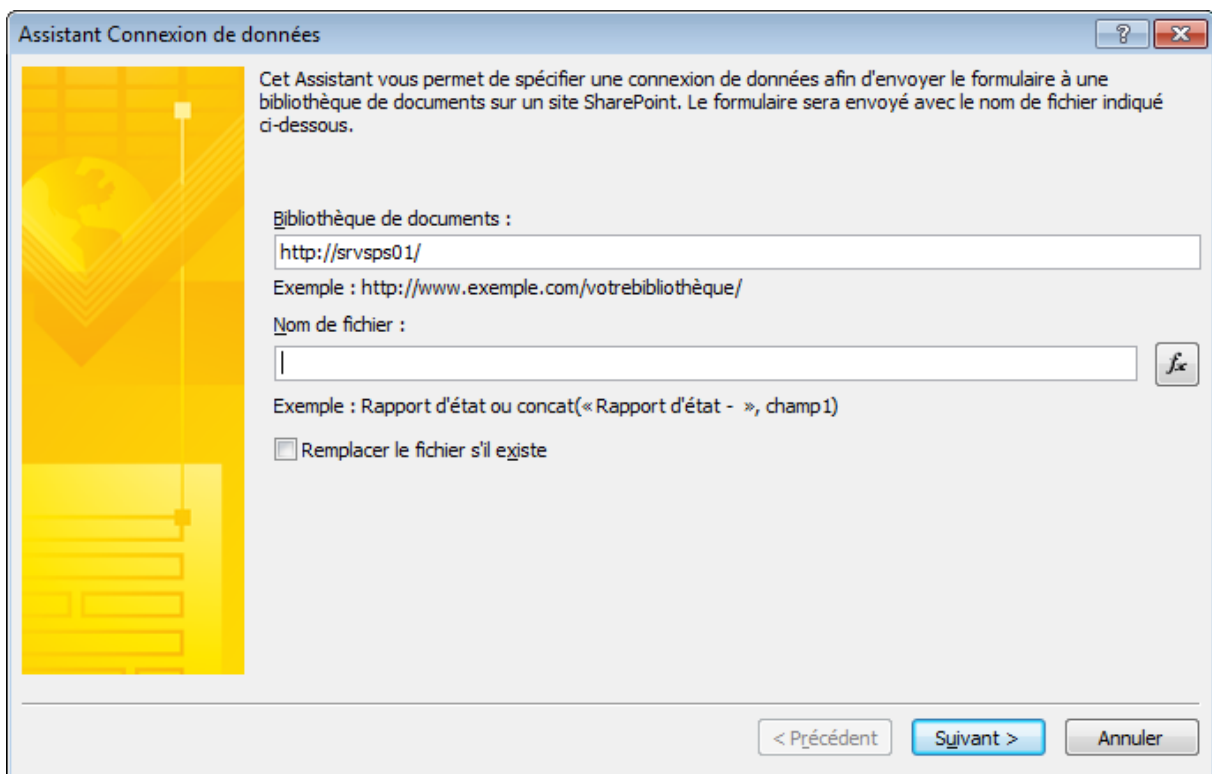 Assistant Connexion de données
Cet Assistant vous permet de spécifier une connexion de données afin d'envoyer le formulaire à une
bibliothèque de documents sur un site SharePoint. Le formulaire sera envoyé avec le nom de fichier indiqué
ci-dessous.
Bibliothèque de documents :
http://srvsps01/
Exemple : http://www.exemple.com/votrebibliothèque/
Nom de fichier :
fx
Exemple : Rapport d'état ou concat(« Rapport d'état -  », champ1)
Remplacer le fichier s'il existe
< Précédent
Suivant >
Annuler